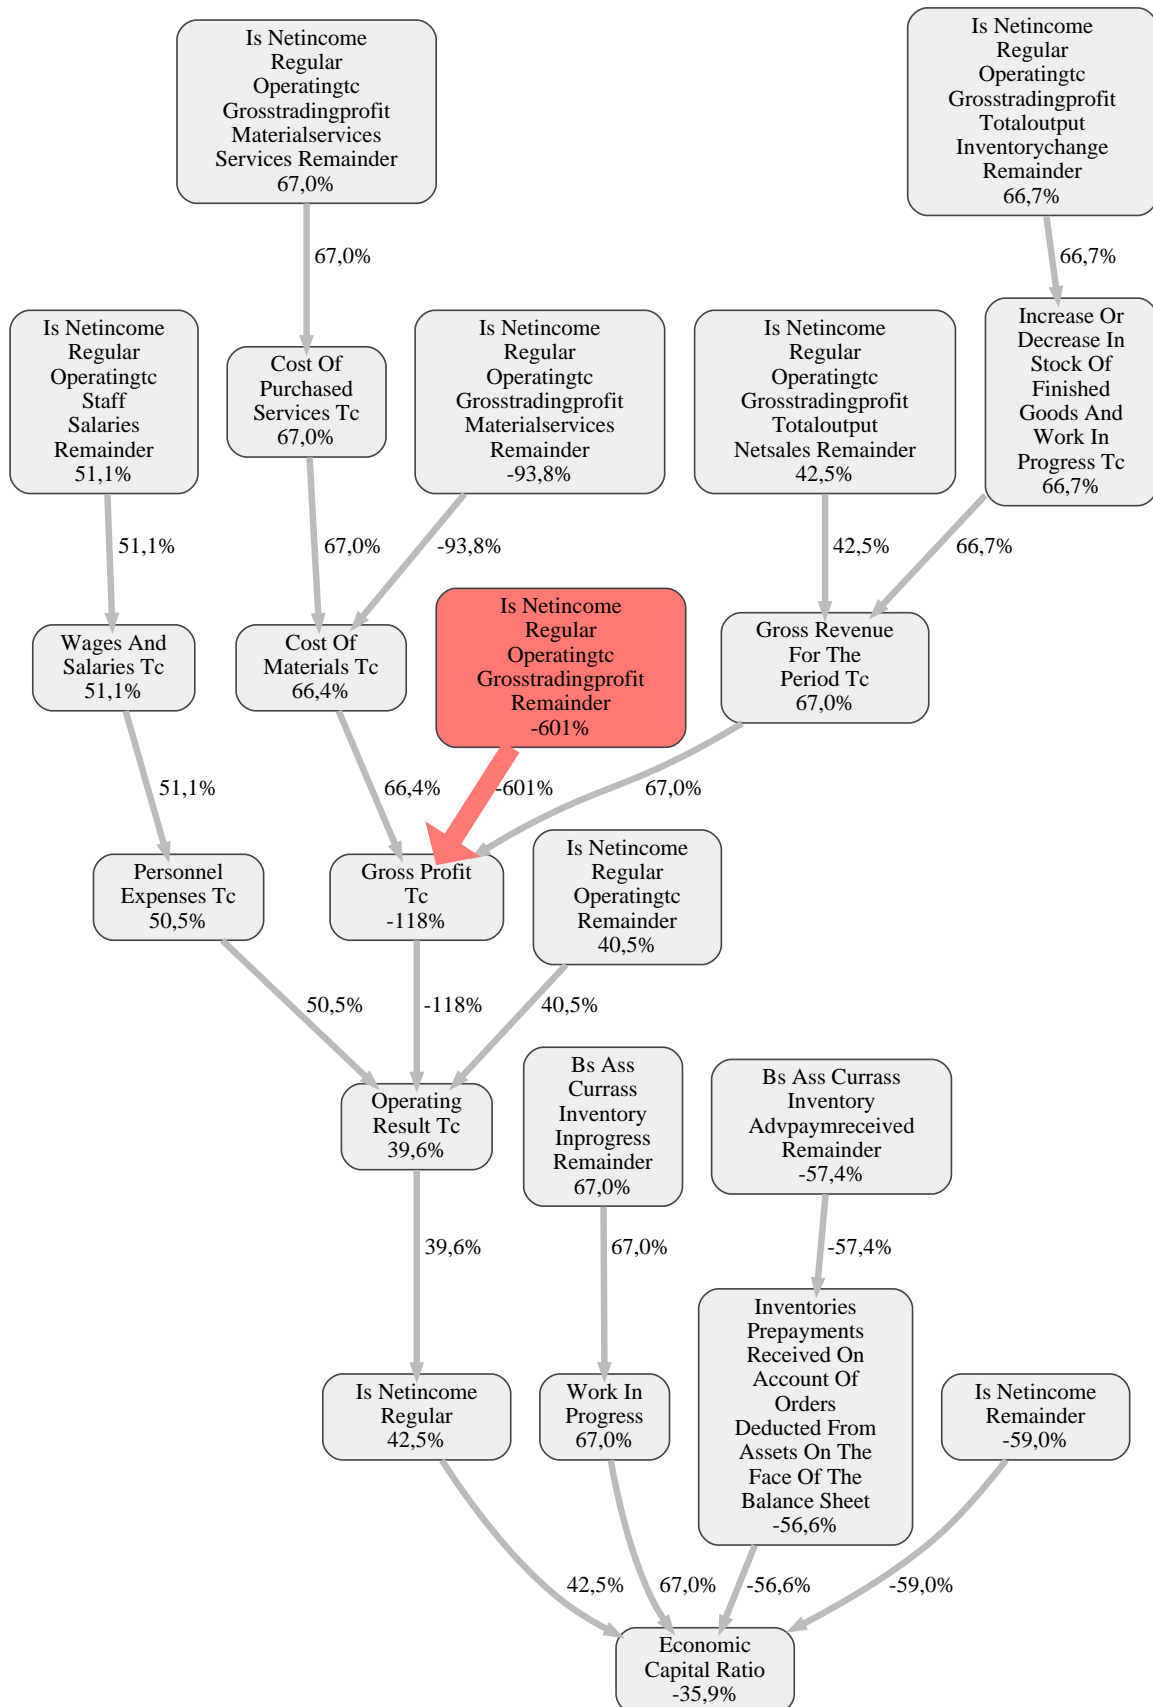 Is Netincome
Regular
Operatingtc
Grosstradingprofit
Materialservices
Services Remainder
67,0%
Is Netincome
Regular
Operatingtc
Grosstradingprofit
Totaloutput
Inventorychange
Remainder
66,7%
67,0%
66,7%
Is Netincome
Regular
Operatingtc
Staff
Salaries
Remainder
51,1%
Cost Of
Purchased
Services Tc
67,0%
Is Netincome
Regular
Operatingtc
Grosstradingprofit
Materialservices
Remainder
-93,8%
Is Netincome
Regular
Operatingtc
Grosstradingprofit
Totaloutput
Netsales Remainder
42,5%
Increase Or
Decrease In
Stock Of
Finished
Goods And
Work In
Progress Tc
66,7%
51,1%
67,0%
-93,8%
42,5%
66,7%
Wages And
Salaries Tc
51,1%
Cost Of
Materials Tc
66,4%
Is Netincome
Regular
Operatingtc
Grosstradingprofit
Remainder
-601%
Gross Revenue
For The
Period Tc
67,0%
51,1%
66,4%
-601%
67,0%
Personnel
Expenses Tc
50,5%
Gross Profit
Tc
-118%
Is Netincome
Regular
Operatingtc
Remainder
40,5%
50,5%
-118%
40,5%
Operating
Result Tc
39,6%
Bs Ass
Currass
Inventory
Inprogress
Remainder
67,0%
Bs Ass Currass
Inventory
Advpaymreceived
Remainder
-57,4%
39,6%
67,0%
-57,4%
Is Netincome
Regular
42,5%
Work In
Progress
67,0%
Inventories
Prepayments
Received On
Account Of
Orders
Deducted From
Assets On The
Face Of The
Balance Sheet
-56,6%
Is Netincome
Remainder
-59,0%
42,5%
67,0%
-56,6%
-59,0%
Economic
Capital Ratio
-35,9%